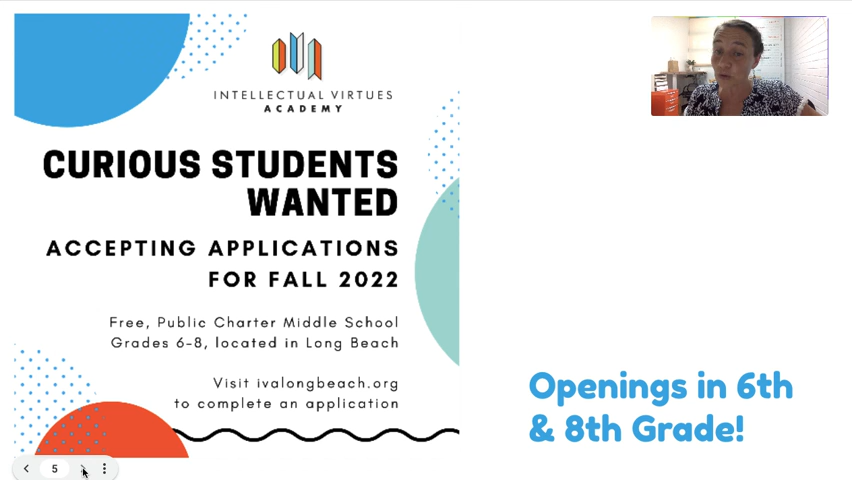 INTELLECTUAL VIRTUES
ACADEMY
CURIOUS STUDENTS
WANTED
ACCEPTING APPLICATIONS
FOR FALL 2022
Free, Public Charter Middle School
Grades 6-8, located in Long Beach
Visit ivalongbeach.org
to complete an application
Openings in 6th
& 8th Grade!
5